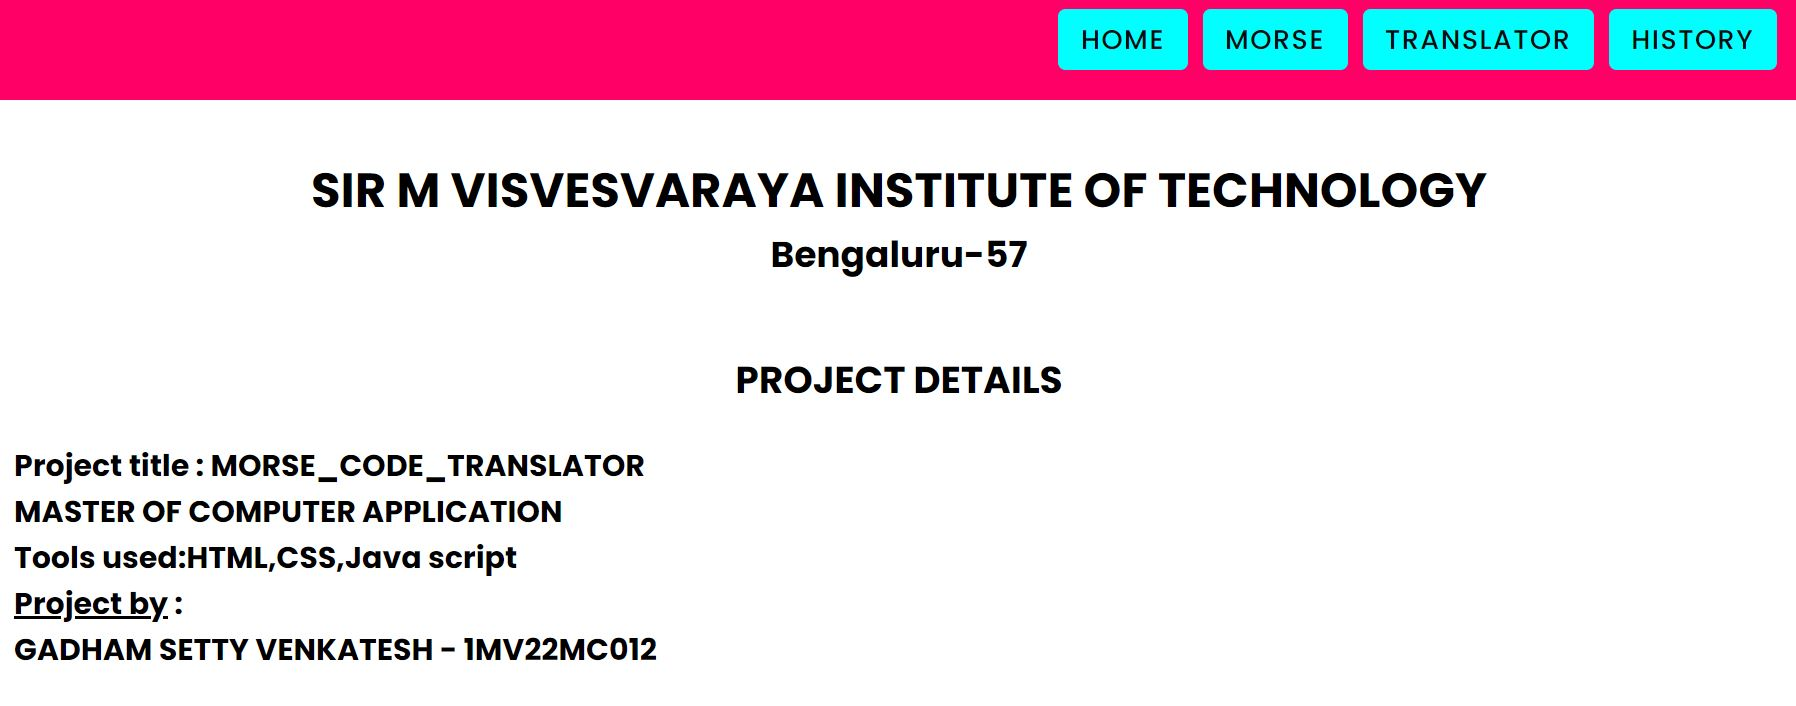 HOME MORSE TRANSLATOR HISTORY
SIR M VISVESVARAYA INSTITUTE OF TECHNOLOGY
Bengaluru-57
PROJECT DETAILS
Project title : MORSE_CODE_TRANSLATOR
MASTER OF COMPUTER APPLICATION
Tools used:HTML,CSS,Java script
Project by :
GADHAM SETTY VENKATESH - 1MV22MC012